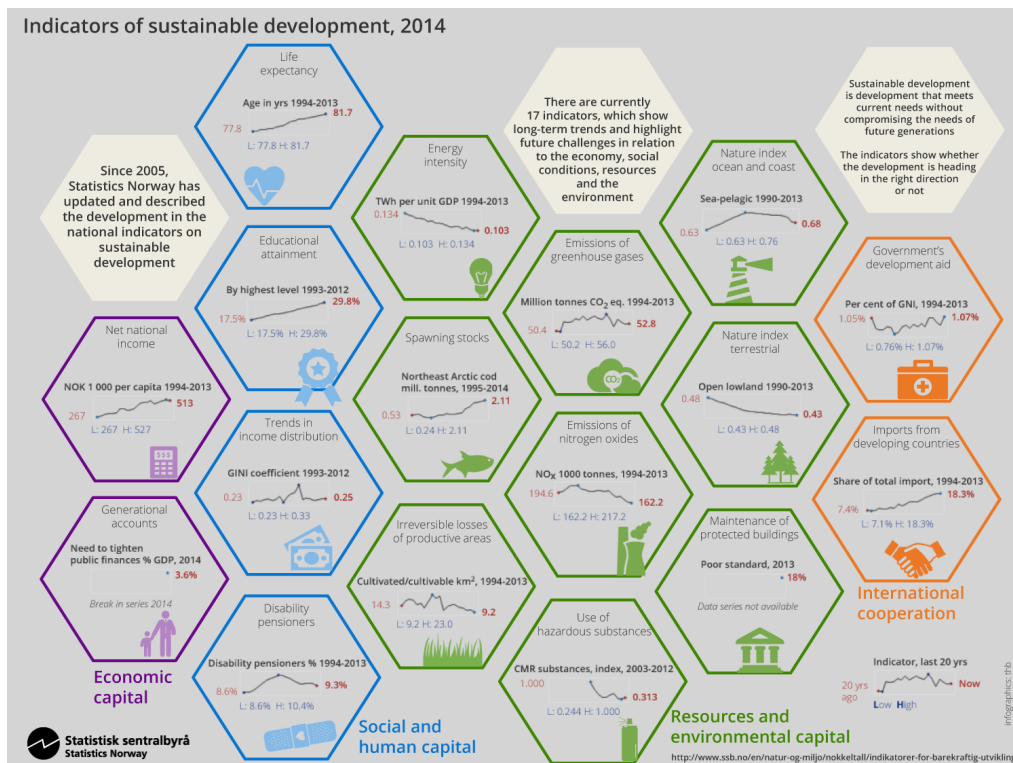 Indicators of sustainable development, 2014
Since 2005,
Statistics Norway has
updated and described
the development in the
national indicators on
sustainable
development
There are currently
17 indicators, which show
long-term trends and highlight
future challenges in relation
to the economy, social
conditions, resources
and the
environment
Sustainable development
is development that meets
current needs without
compromising the needs of
future generations
The indicators show whether
the development is heading
in the right direction
or not
Net national
income
NOK 1 000 per capita 1994-2013
267
513
L: 267 H: 527
Generational
accounts
Need to tighten
public finances % GDP, 2014
3.6%
Break in series 2014
Economic
capital
Life
expectancy
Age in yrs 1994-2013
77.8
81.7
L: 77.8 H: 81.7
Educational
attainment
By highest level 1993-2012
17.5%
29.8%
L: 17.5% H: 29.8%
Trends in
income distribution
GINI coefficient 1993-2012
0.23
0.25
L: 0.23 H: 0.33
Disability
pensioners
Disability pensioners % 1994-2013
8.6%
9.3%
L: 8.6% H: 10.4%
Social and
human capital
Energy
intensity
TWh per unit GDP 1994-2013
0.134
0.103
L: 0.103 H: 0.134
Spawning stocks
Northeast Arctic cod
mill. tonnes, 1995-2014
0.53
2.11
L: 0.24 H: 2.11
Irreversible losses
of productive areas
Cultivated/cultivable km², 1994-2013
14.3
9.2
L: 9.2 H: 23.0
Emissions of
greenhouse gases
Million tonnes CO₂ eq. 1994-2013
50.4
52.8
L: 50.2 H: 56.0
CO₂
Emissions of
nitrogen oxides
NOX 1000 tonnes, 1994-2013
194.6
162.2
L: 162.2 H: 217.2
Use of
hazardous substances
CMR substances, index, 2003-2012
1.000
0.313
L: 0.244 H: 1.000
Nature index
ocean and coast
Sea-pelagic 1990-2013
0.63
0.68
L: 0.63 H: 0.76
Nature index
terrestrial
Open lowland 1990-2013
0.48
0.43
L: 0.43 H: 0.48
Maintenance of
protected buildings
Poor standard, 2013
18%
Data series not available
Resources and
environmental capital
Government's
development aid
Per cent of GNI, 1994-2013
1.05%
1.07%
L: 0.76% H: 1.07%
Imports from
developing countries
Share of total import, 1994-2013
7.4%
18.3%
L: 7.1% H: 18.3%
International
cooperation
Indicator, last 20 yrs
20 yrs
ago
Now
Low High
infographics: thb
Statistisk sentralbyrå
Statistics Norway
http://www.ssb.no/en/natur-og-miljo/nokkeltall/indikatorer-for-barekraftig-utvikling